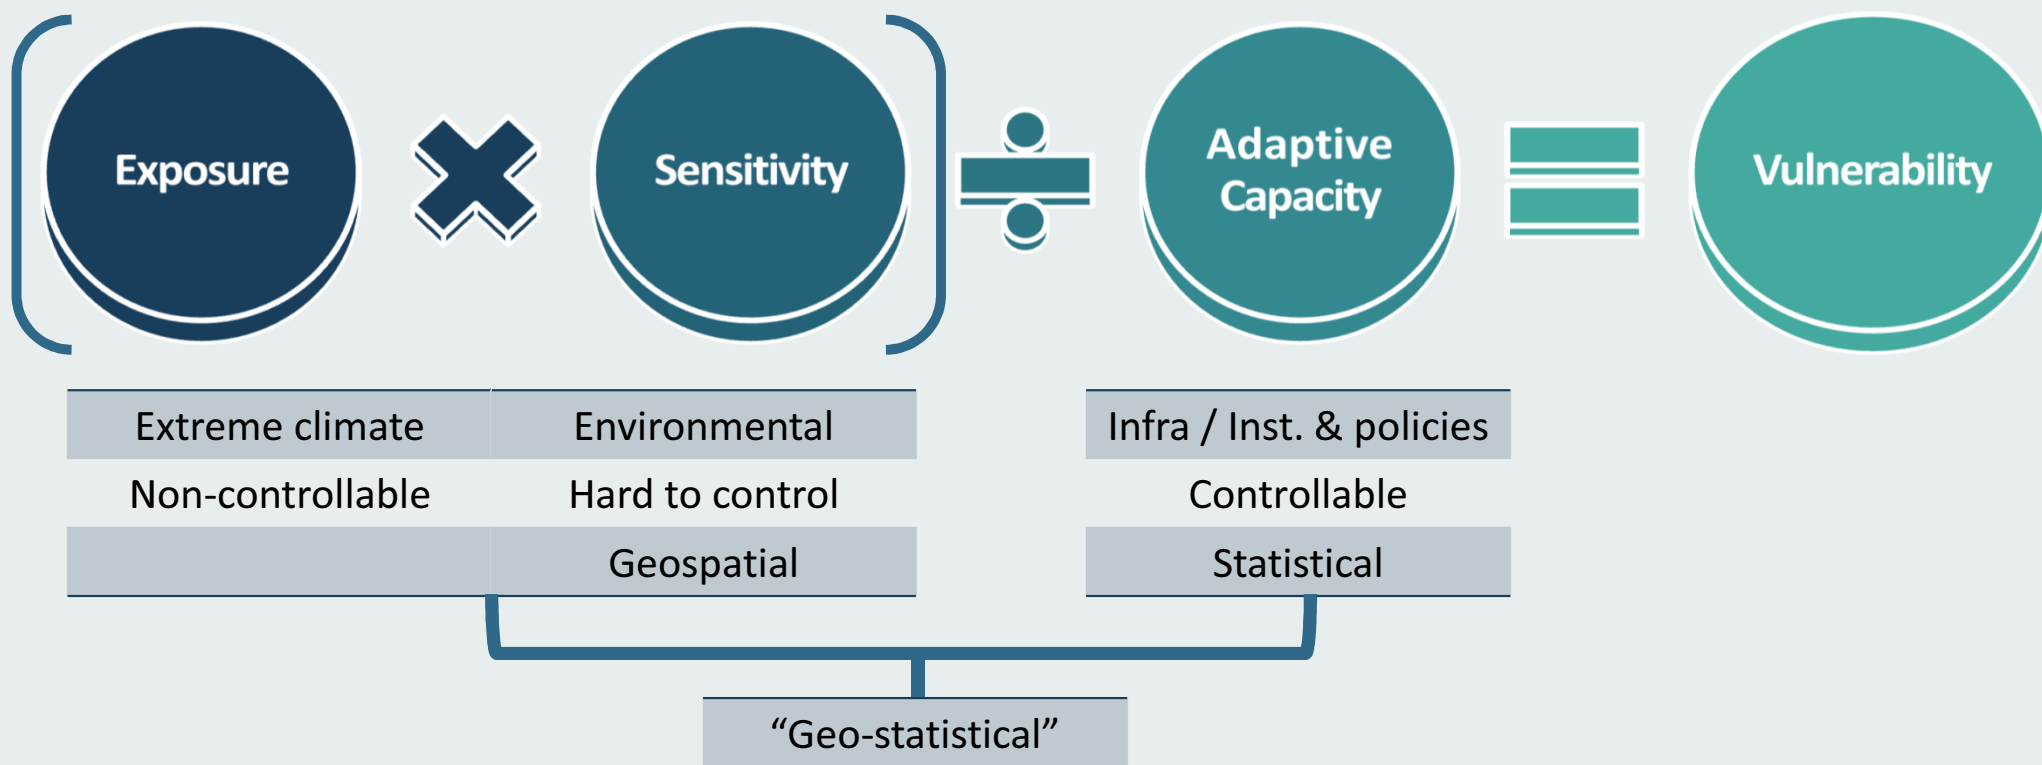 Exposure
Sensitivity
Adaptive
Capacity
Vulnerability
Extreme climate
Environmental
Infra / Inst. & policies
Non-controllable
Hard to control
Controllable
Geospatial
Statistical
“Geo-statistical”